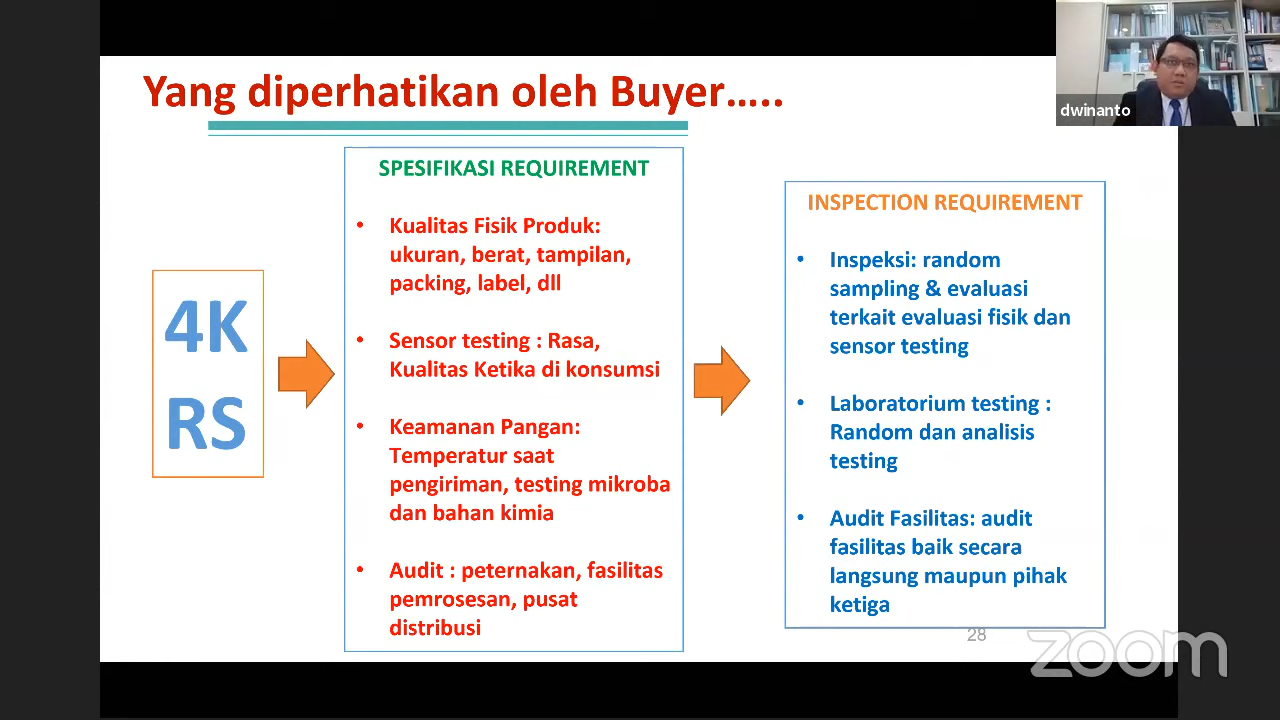 Yang diperhatikan oleh Buyer.....
dwinanto
4K
RS
SPESIFIKASI REQUIREMENT
• Kualitas Fisik Produk:
ukuran, berat, tampilan,
packing, label, dll
• Sensor testing : Rasa,
Kualitas Ketika di konsumsi
• Keamanan Pangan:
Temperatur saat
pengiriman, testing mikroba
dan bahan kimia
• Audit : peternakan, fasilitas
pemrosesan, pusat
distribusi
INSPECTION REQUIREMENT
• Inspeksi: random
sampling & evaluasi
terkait evaluasi fisik dan
sensor testing
• Laboratorium testing :
Random dan analisis
testing
• Audit Fasilitas: audit
fasilitas baik secara
langsung maupun pihak
ketiga
28
zoom